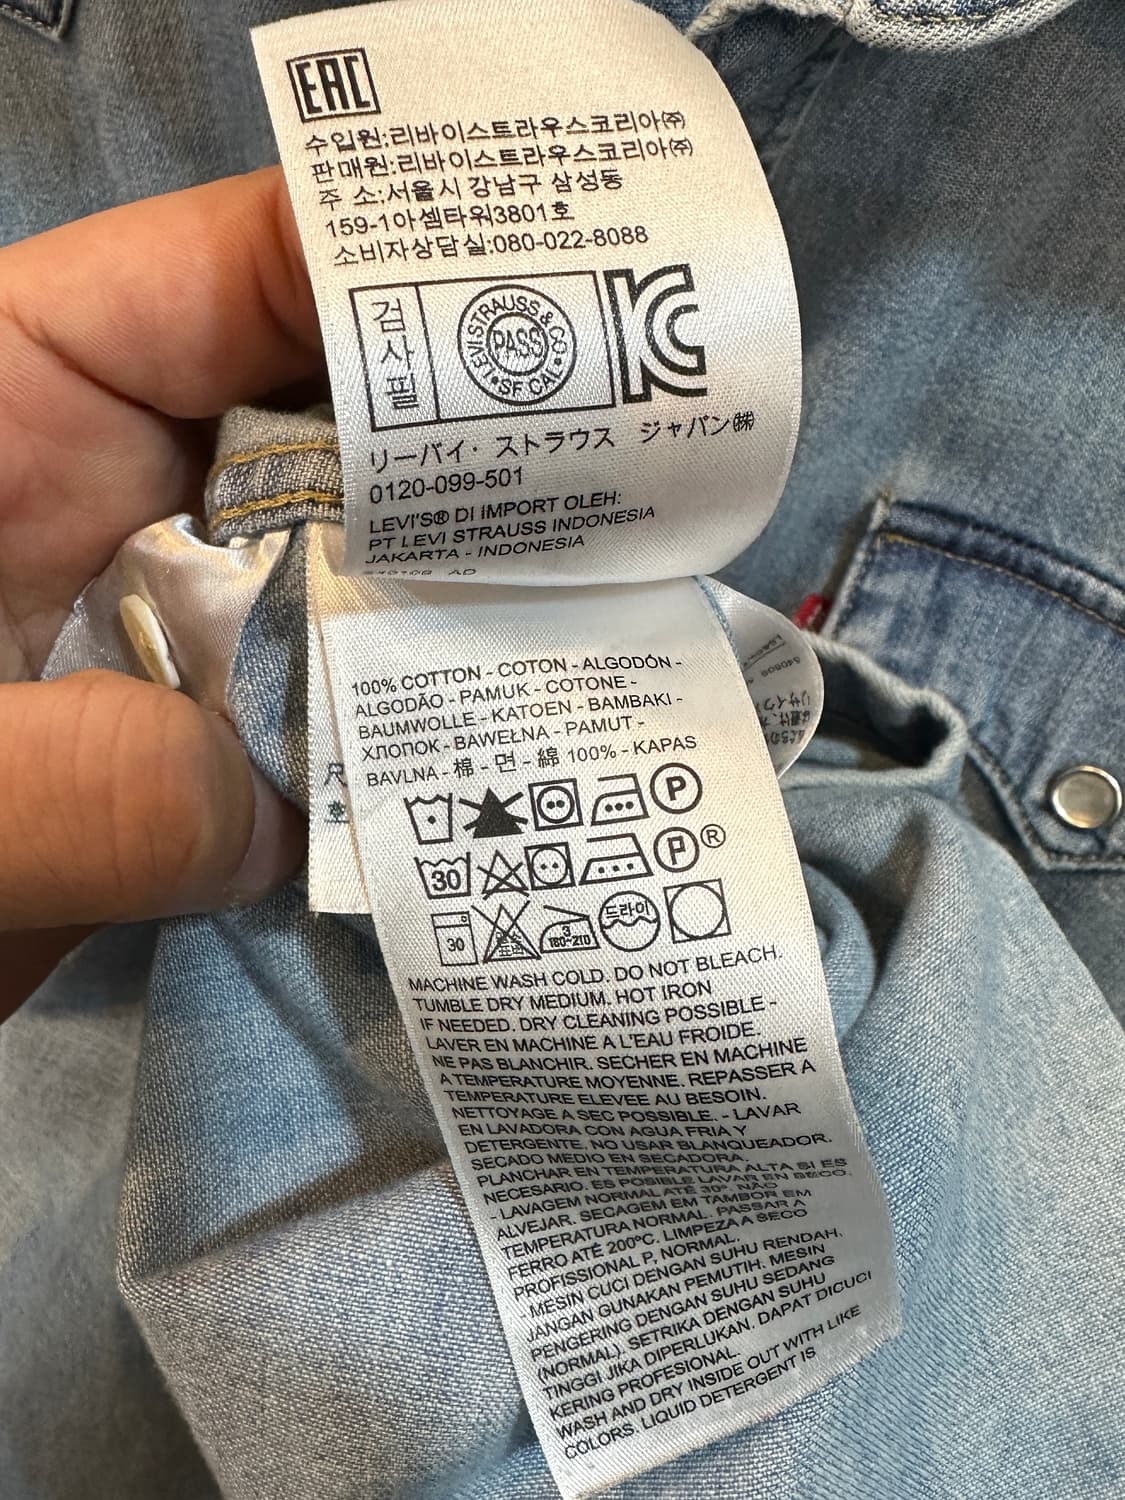 EAC
수입원:리바이스트라우스코리아㈜
판매원:리바이스트라우스코리아㈜
주 소:서울시 강남구 삼성동
159-1아셈타워3801호
소비자상담실:080-022-8088
검사필
LEVI STRAUSS & CO
PASS
SF CAL
KC
リーバイ・ストラウス ジャパン㈱
0120-099-501
LEVI'S® DI IMPORT OLEH:
PT LEVI STRAUSS INDONESIA
JAKARTA - INDONESIA
100% COTTON - COTON - ALGODÓN -
ALGODÃO - PAMUK - COTONE -
BAUMWOLLE - KATOEN - BAMBAKI -
ХЛОПОК - BAWEŁNA - PAMUT -
BAVLNA - 棉 - 면 - 綿 100% - KAPAS
P
30 P ®
30 3 180-210 드라이
MACHINE WASH COLD. DO NOT BLEACH.
TUMBLE DRY MEDIUM. HOT IRON
IF NEEDED. DRY CLEANING POSSIBLE -
LAVER EN MACHINE A L'EAU FROIDE.
NE PAS BLANCHIR. SECHER EN MACHINE
A TEMPERATURE MOYENNE. REPASSER A
TEMPERATURE ELEVEE AU BESOIN.
NETTOYAGE A SEC POSSIBLE. - LAVAR
EN LAVADORA CON AGUA FRIA Y
DETERGENTE. NO USAR BLANQUEADOR.
SECADO MEDIO EN SECADORA.
PLANCHAR EN TEMPERATURA ALTA SI ES
NECESARIO. ES POSIBLE LAVAR EN SECO.
- LAVAGEM NORMAL ATÉ 30º. NÃO
ALVEJAR. SECAGEM EM TAMBOR EM
TEMPERATURA NORMAL. PASSAR A
FERRO ATÉ 200ºC. LIMPEZA A SECO
PROFISSIONAL P, NORMAL.
- MESIN CUCI DENGAN SUHU RENDAH.
JANGAN GUNAKAN PEMUTIH. MESIN
PENGERING DENGAN SUHU SEDANG
(NORMAL). SETRIKA DENGAN SUHU
TINGGI JIKA DIPERLUKAN. DAPAT DICUCI
KERING PROFESIONAL.
WASH AND DRY INSIDE OUT WITH LIKE
COLORS. LIQUID DETERGENT IS